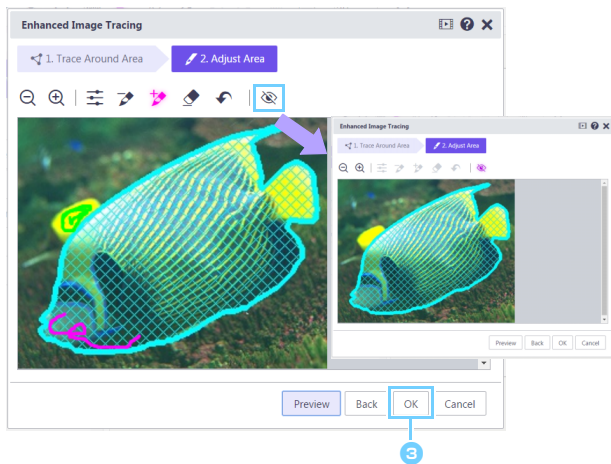 Enhanced Image Tracing
1. Trace Around Area
2. Adjust Area
Enhanced Image Tracing
1. Trace Around Area
2. Adjust Area
Preview
Back
OK
Cancel
Preview
Back
OK
Cancel
3